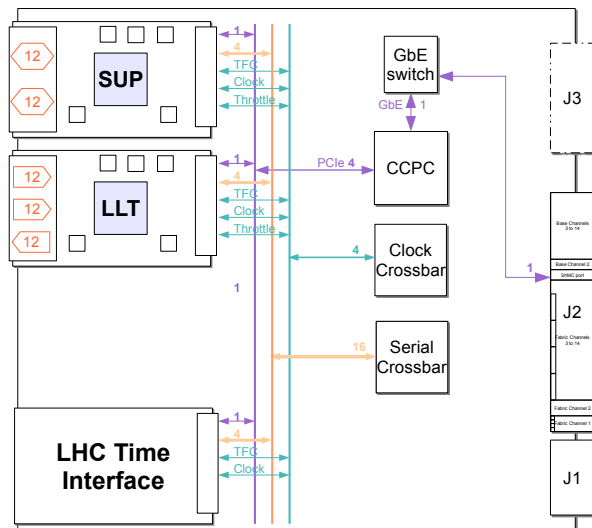 12
12
SUP
1
4
TFC
Clock
Throttle
GbE
switch
GbE
1
J3
12
12
12
LLT
1
4
TFC
Clock
Throttle
PCIe 4
CCPC
Base Channels
3 to 14
Base Channel 2
ShMC port
1
4
Clock
Crossbar
1
J2
Fabric Channels
3 to 14
16
Serial
Crossbar
Fabric Channel 2
Fabric Channel 1
LHC Time
Interface
1
4
TFC
Clock
J1